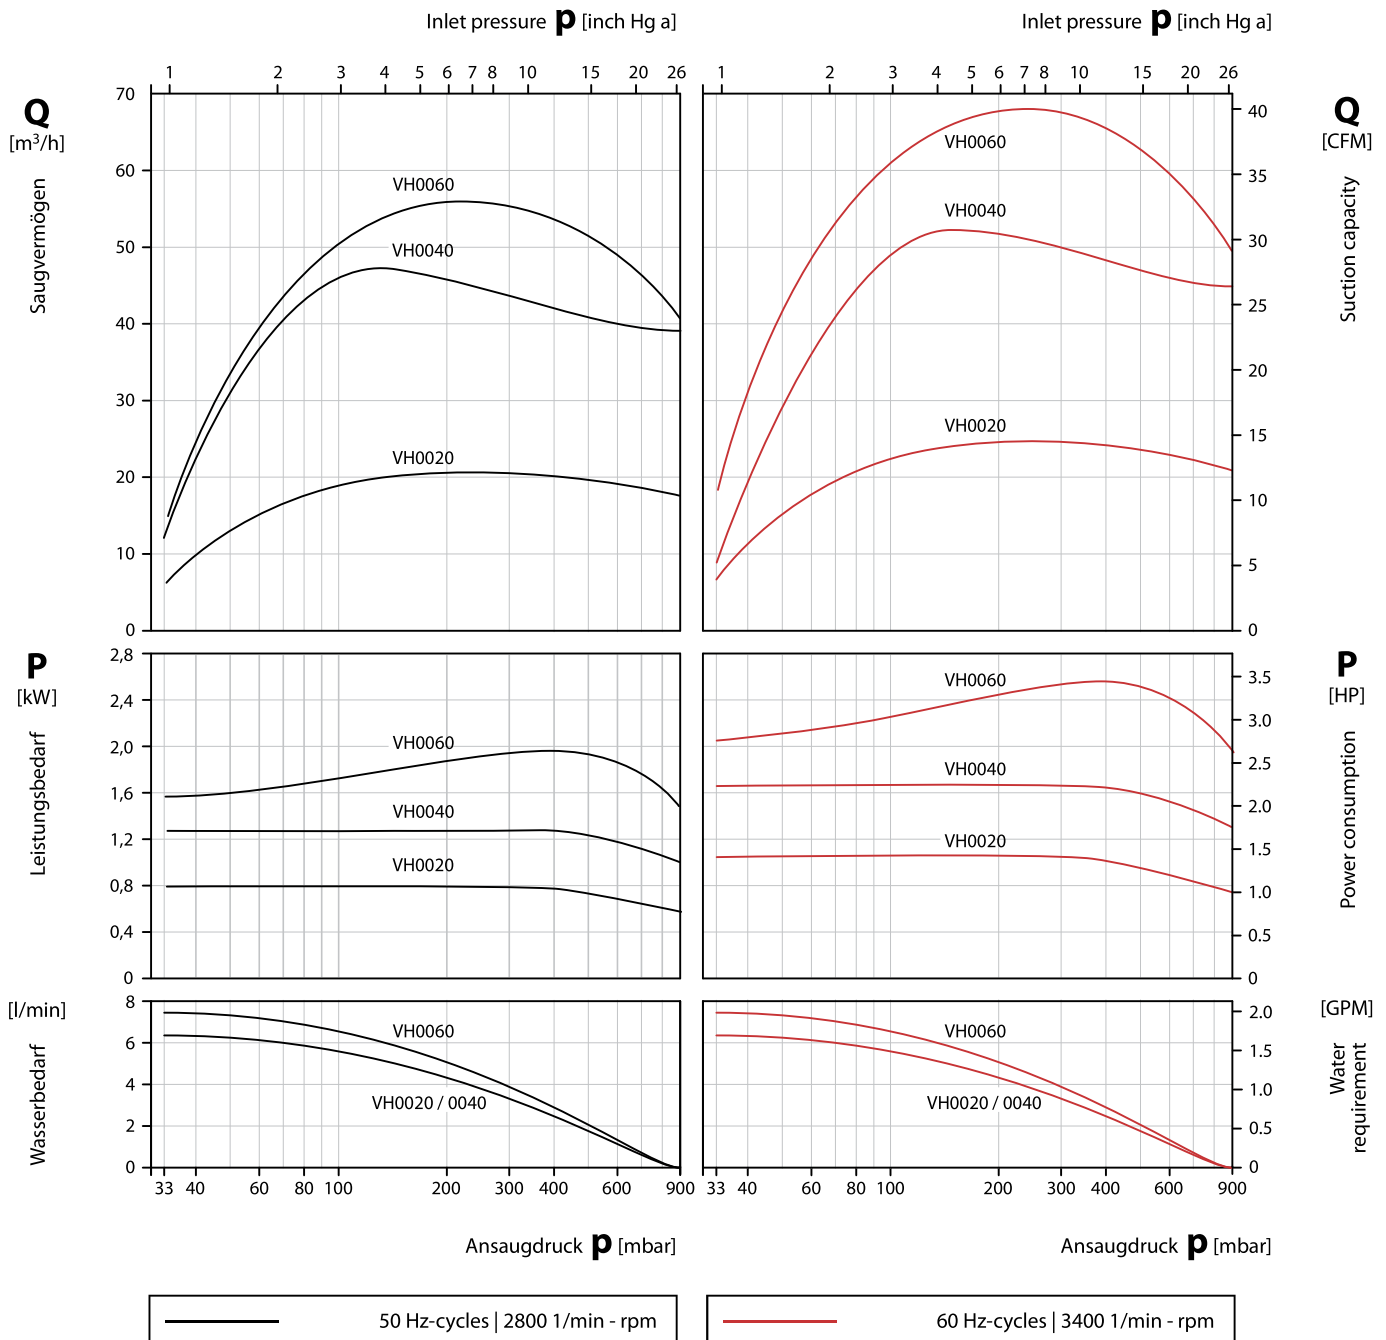 Inlet pressure p [inch Hg a]
Inlet pressure p [inch Hg a]
1 2 3 4 5 6 7 8 10 15 20 26
1 2 3 4 5 6 7 8 10 15 20 26
Q
[m³/h]
Saugvermögen
70
60
50
40
30
20
10
0
VH0060
VH0040
VH0020
VH0060
VH0040
VH0020
40
35
30
25
20
15
10
5
0
Q
[CFM]
Suction capacity
P
[kW]
Leistungsbedarf
2,8
2,4
2,0
1,6
1,2
0,8
0,4
0
VH0060
VH0040
VH0020
VH0060
VH0040
VH0020
3.5
3.0
2.5
2.0
1.5
1.0
0.5
0
P
[HP]
Power consumption
[l/min]
Wasserbedarf
8
6
4
2
0
VH0060
VH0020 / 0040
VH0060
VH0020 / 0040
2.0
1.5
1.0
0.5
0
[GPM]
Water
requirement
33 40 60 80 100 200 300 400 600 900
33 40 60 80 100 200 300 400 600 900
Ansaugdruck p [mbar]
Ansaugdruck p [mbar]
50 Hz-cycles | 2800 1/min - rpm
60 Hz-cycles | 3400 1/min - rpm